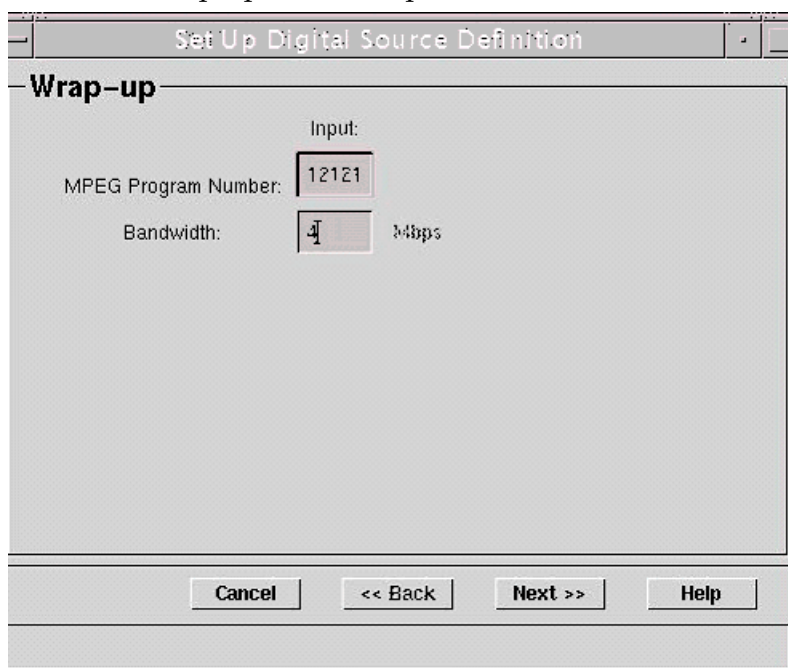 Set Up Digital Source Definition
Wrap-up
Input:
MPEG Program Number: 12121
Bandwidth: 4 Mbps
Cancel << Back Next >> Help